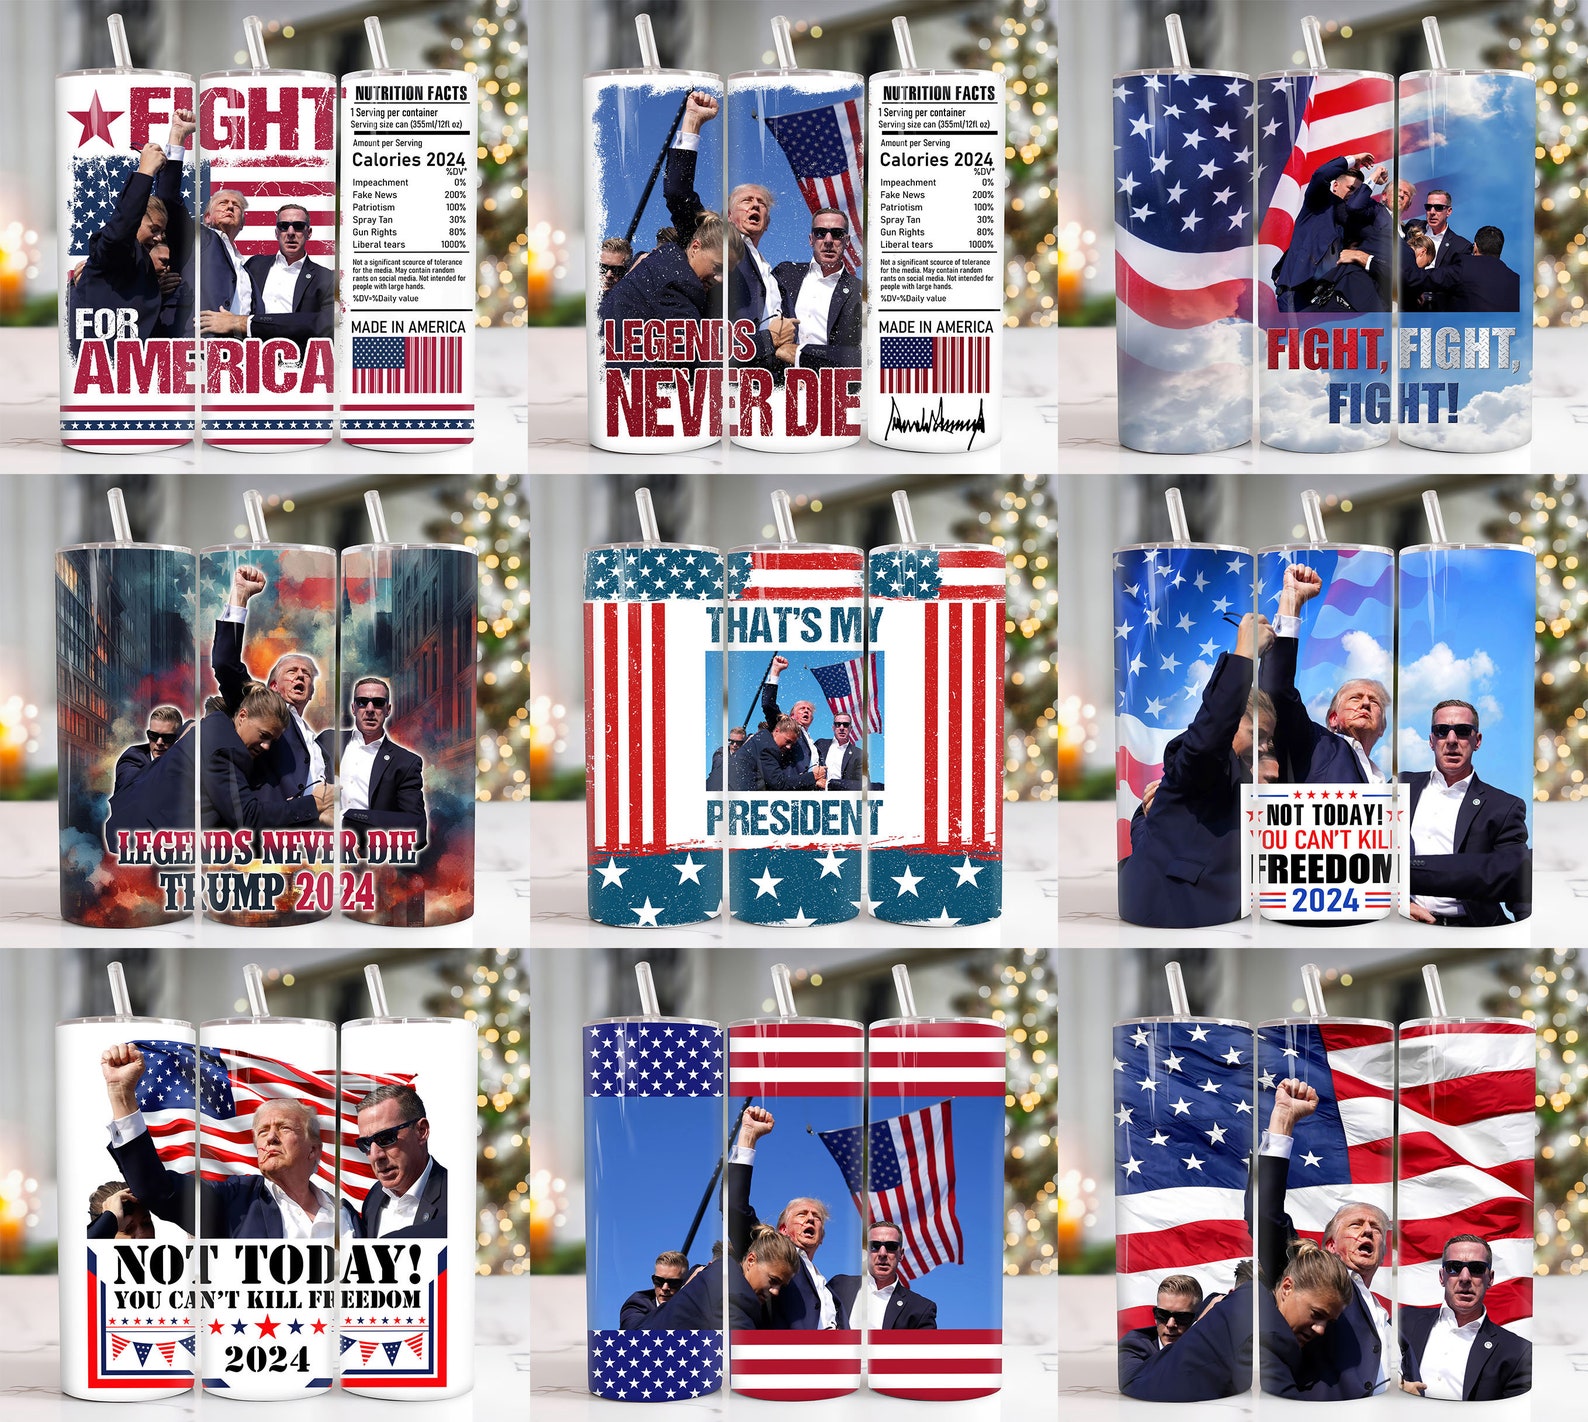 FIGHT
FOR
AMERICA
NUTRITION FACTS
1 Serving per container
Serving size can (355ml/12fl oz)
Amount per Serving
Calories 2024
%DV*
Impeachment 0%
Fake News 200%
Patriotism 100%
Spray Tan 30%
Gun Rights 80%
Liberal tears 1000%
Not a significant scource of tolerance
for the media. May contain random
rants on social media. Not intended for
people with large hands.
%DV=%Daily value
MADE IN AMERICA
LEGENDS
NEVER DIE
NUTRITION FACTS
1 Serving per container
Serving size can (355ml/12fl oz)
Amount per Serving
Calories 2024
%DV*
Impeachment 0%
Fake News 200%
Patriotism 100%
Spray Tan 30%
Gun Rights 80%
Liberal tears 1000%
Not a significant scource of tolerance
for the media. May contain random
rants on social media. Not intended for
people with large hands.
%DV=%Daily value
MADE IN AMERICA
FIGHT, FIGHT,
FIGHT!
LEGENDS NEVER DIE
TRUMP 2024
THAT'S MY
PRESIDENT
NOT TODAY!
YOU CAN'T KILL
FREEDOM
2024
NOT TODAY!
YOU CAN'T KILL FREEDOM
2024